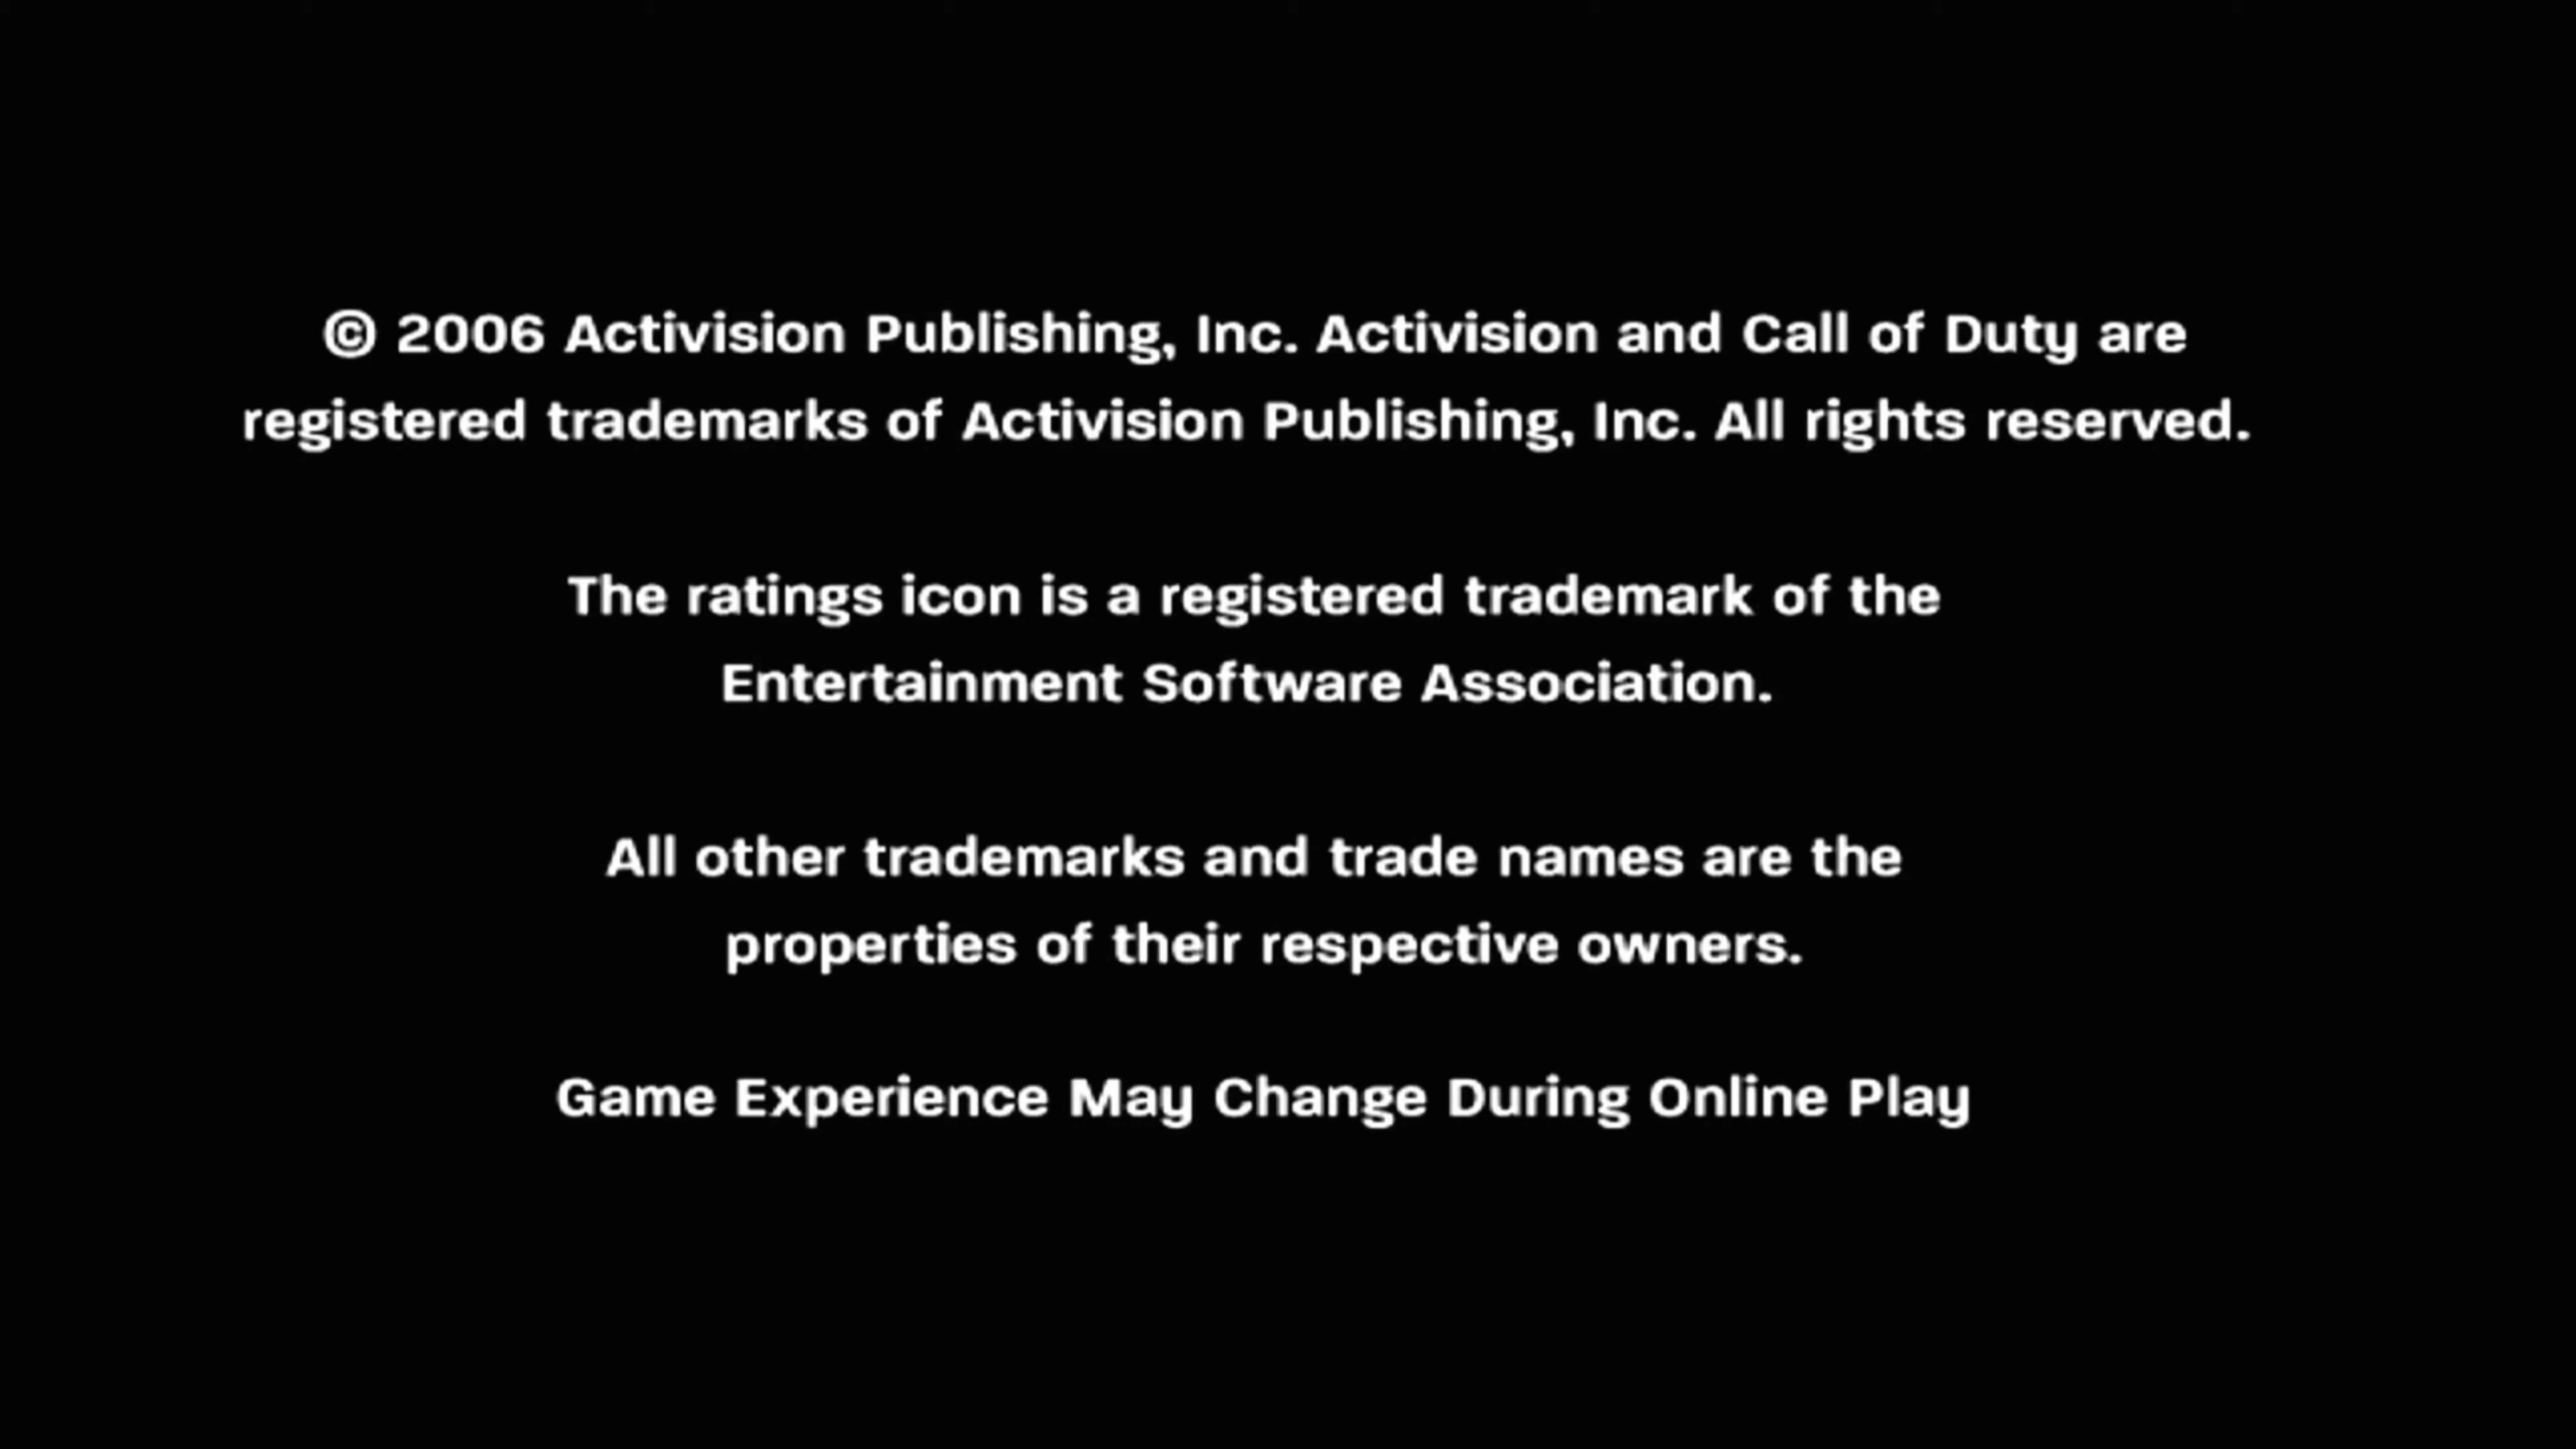 © 2006 Activision Publishing, Inc. Activision and Call of Duty are
registered trademarks of Activision Publishing, Inc. All rights reserved.
The ratings icon is a registered trademark of the
Entertainment Software Association.
All other trademarks and trade names are the
properties of their respective owners.
Game Experience May Change During Online Play